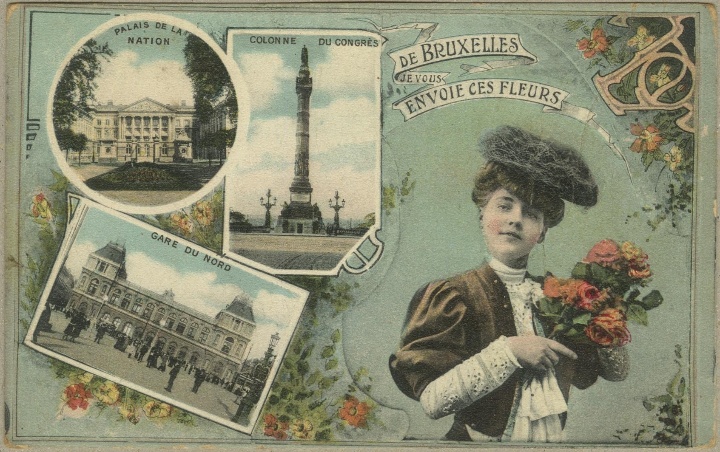 PALAIS DE LA
NATION
COLONNE DU CONGRÈS
DE BRUXELLES
JE VOUS
ENVOIE CES FLEURS
GARE DU NORD